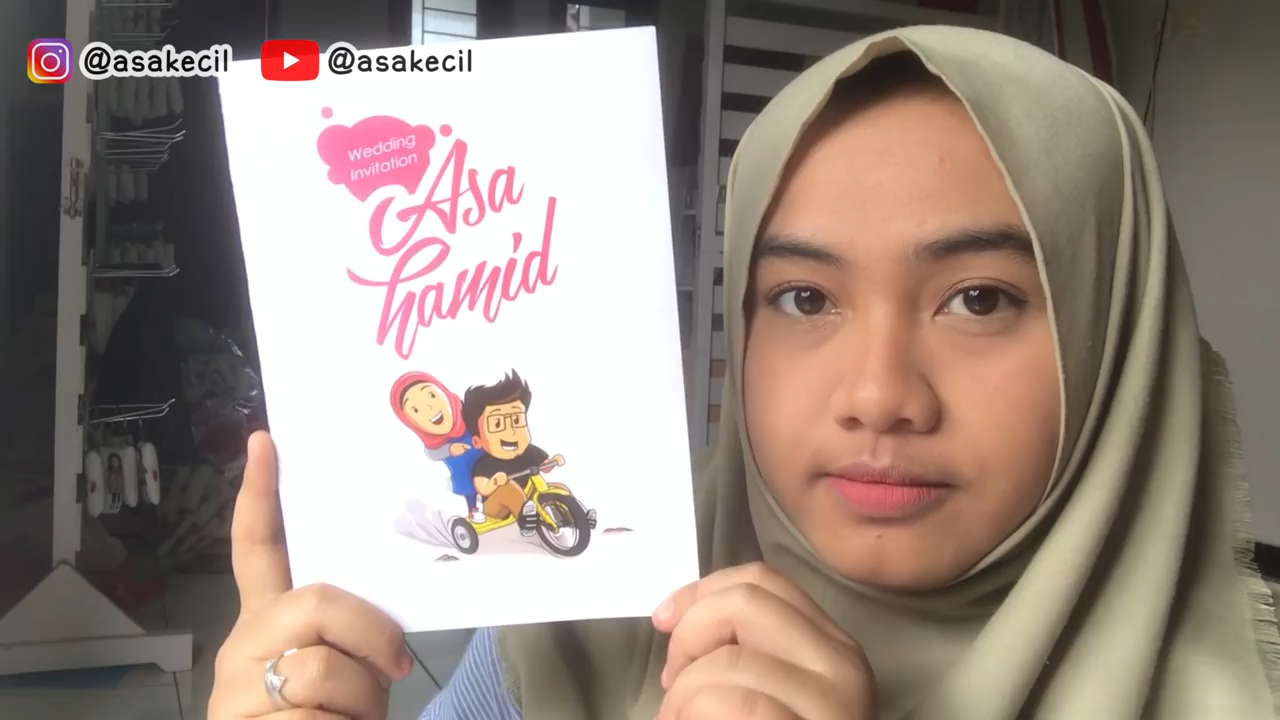 @asakecil @asakecil
Wedding
Invitation
Asa
hamid